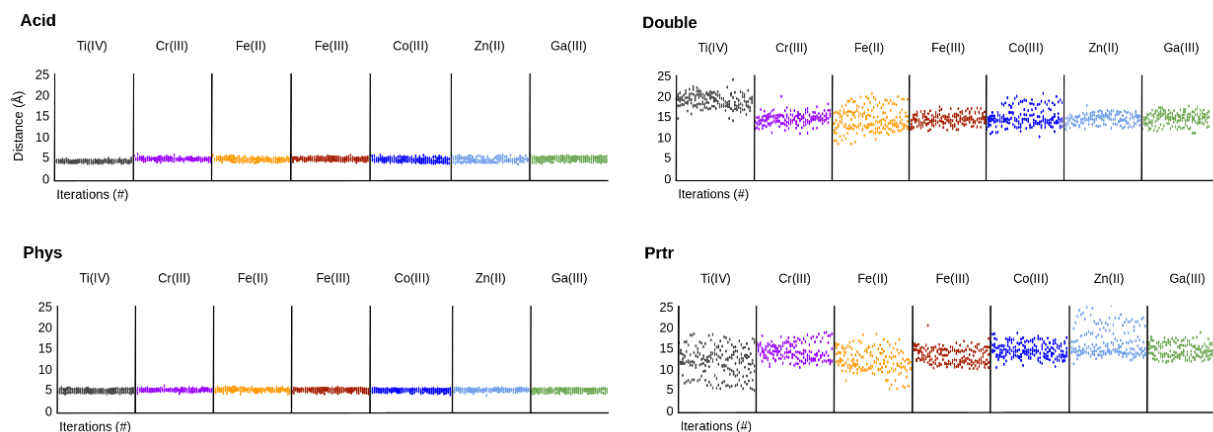 Acid
Ti(IV) Cr(III) Fe(II) Fe(III) Co(III) Zn(II) Ga(III)
Distance (Å)
25
20
15
10
5
0
Iterations (#)
Double
Ti(IV) Cr(III) Fe(II) Fe(III) Co(III) Zn(II) Ga(III)
25
20
15
10
5
0
Iterations (#)
Phys
Ti(IV) Cr(III) Fe(II) Fe(III) Co(III) Zn(II) Ga(III)
25
20
15
10
5
0
Iterations (#)
Prtr
Ti(IV) Cr(III) Fe(II) Fe(III) Co(III) Zn(II) Ga(III)
25
20
15
10
5
0
Iterations (#)